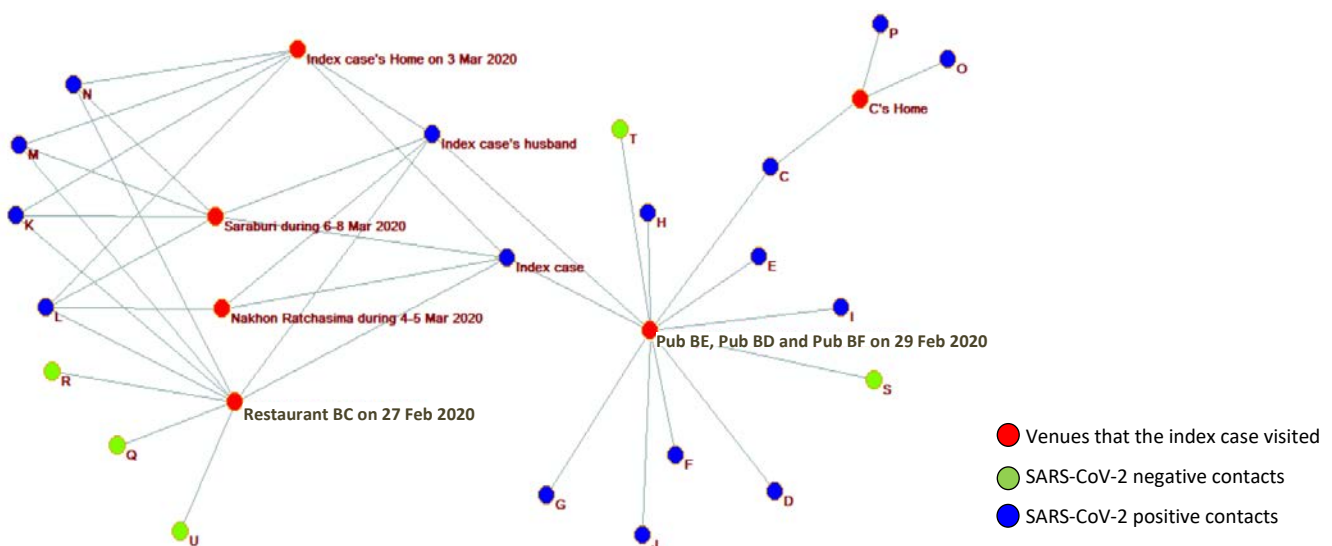 P
O
Index case's Home on 3 Mar 2020
N
C's Home
T
Index case's husband
M
C
H
K
Saraburi during 6-8 Mar 2020
E
Index case
L
Nakhon Ratchasima during 4-5 Mar 2020
I
Pub BE, Pub BD and Pub BF on 29 Feb 2020
R
S
Restaurant BC on 27 Feb 2020
Venues that the index case visited
Q
F
SARS-CoV-2 negative contacts
G
D
SARS-CoV-2 positive contacts
U